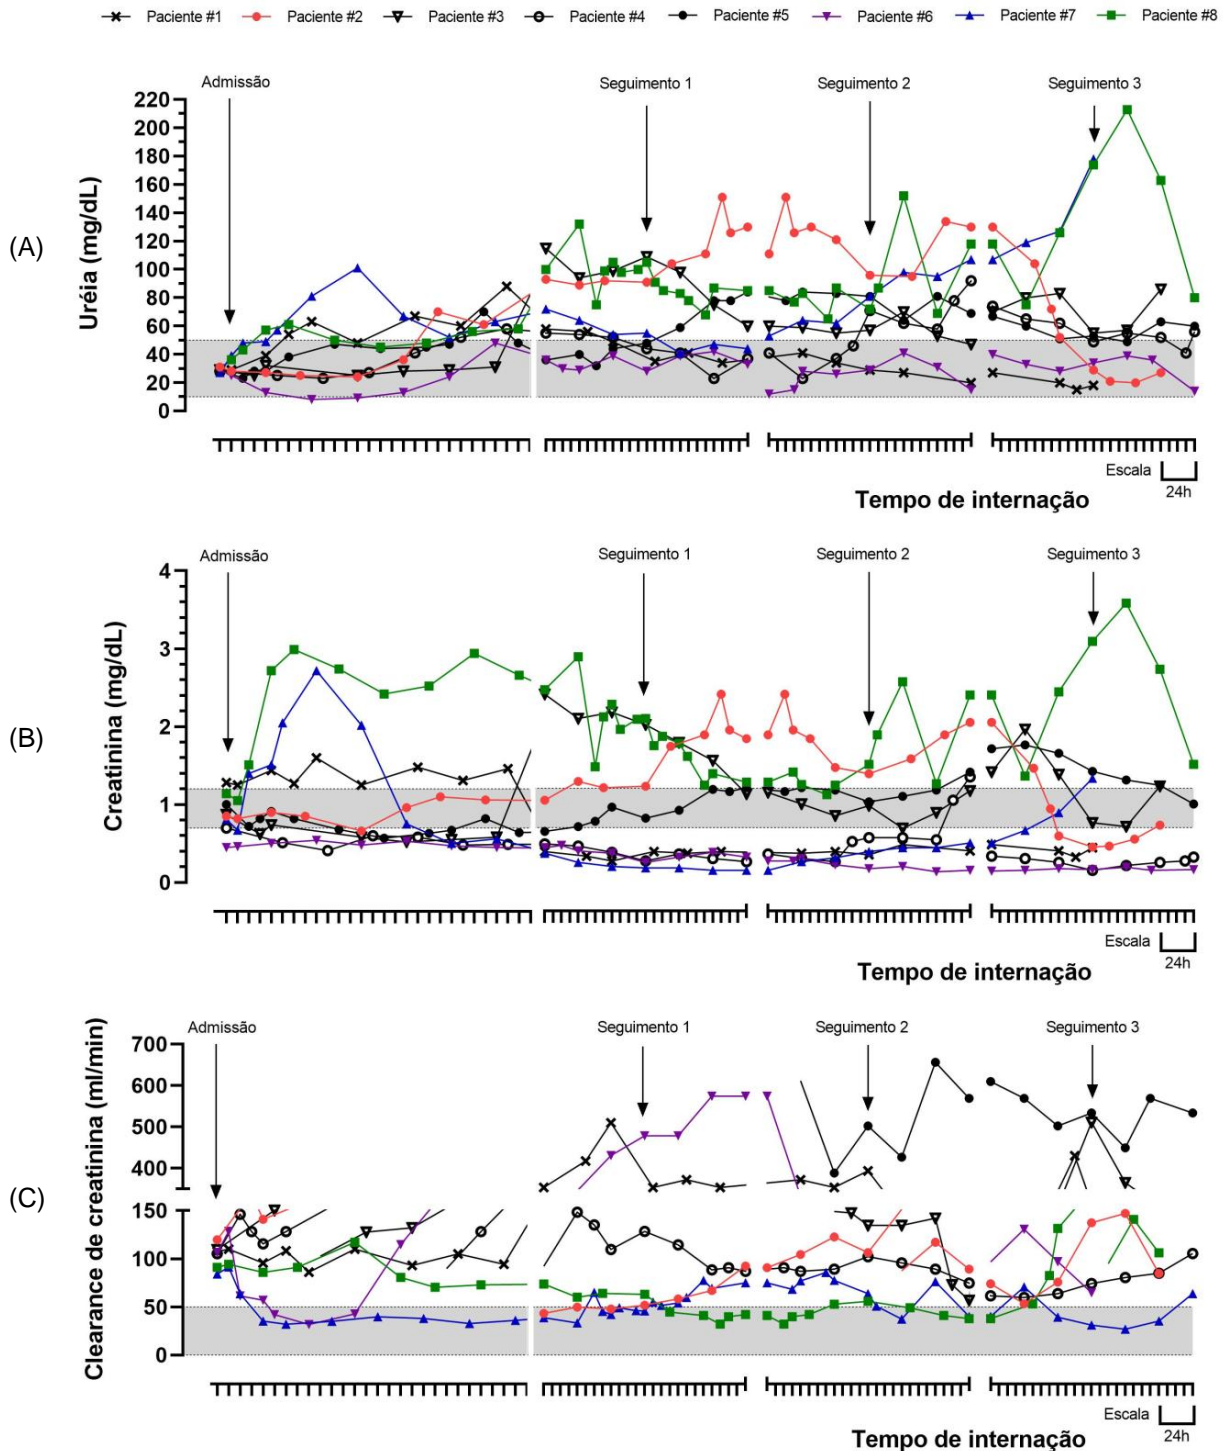 Paciente #1 Paciente #2 Paciente #3 Paciente #4 Paciente #5 Paciente #6 Paciente #7 Paciente #8
(A)
Uréia (mg/dL)
Admissão Seguimento 1 Seguimento 2 Seguimento 3
220
200
180
160
140
120
100
80
60
40
20
0
Escala
24h
Tempo de internação
(B)
Creatinina (mg/dL)
Admissão Seguimento 1 Seguimento 2 Seguimento 3
4
3
2
1
0
Escala
24h
Tempo de internação
(C)
Clearance de creatinina (ml/min)
Admissão Seguimento 1 Seguimento 2 Seguimento 3
700
600
500
400
150
100
50
0
Escala
24h
Tempo de internação